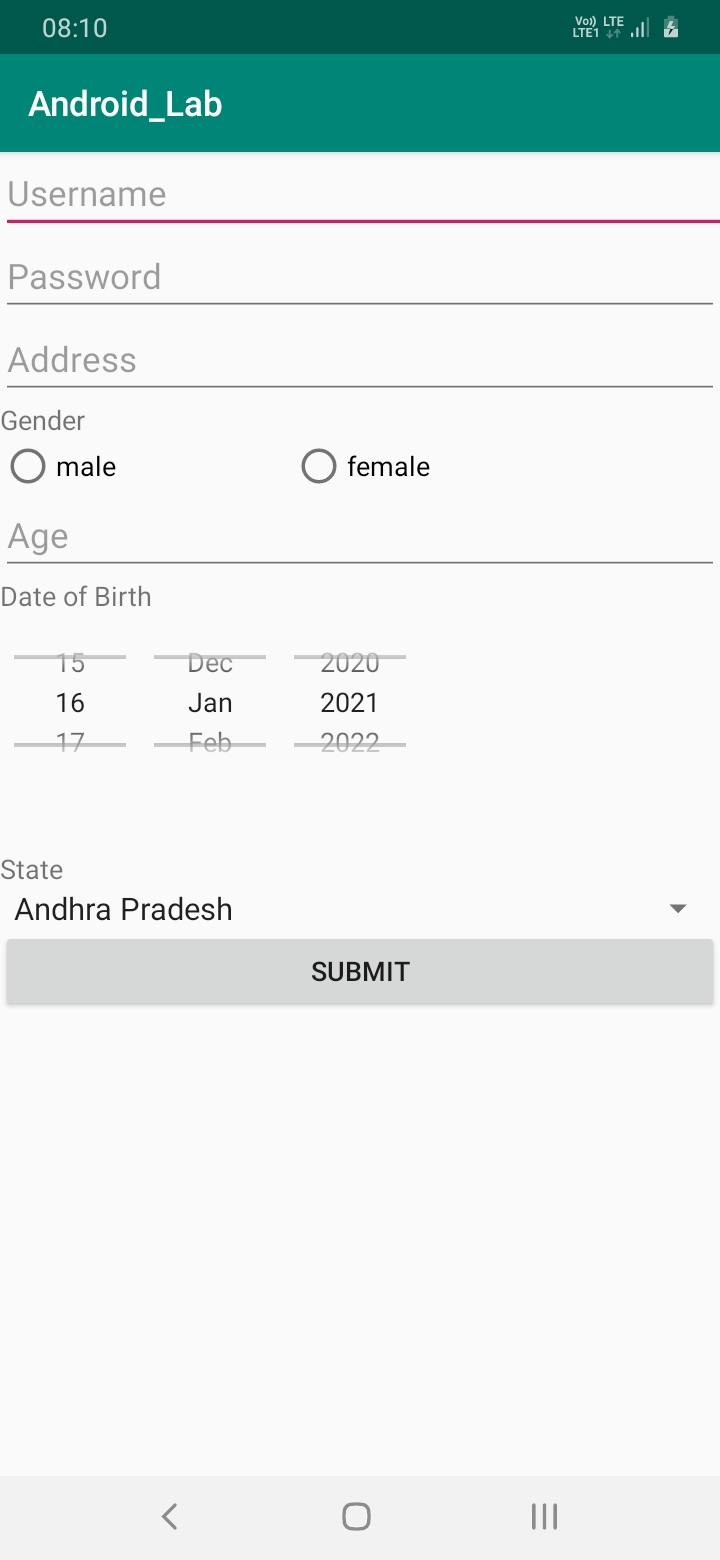 08:10 Vo)) LTE
LTE1
Android_Lab
Username
Password
Address
Gender
male female
Age
Date of Birth
15 Dec 2020
16 Jan 2021
17 Feb 2022
State
Andhra Pradesh
SUBMIT